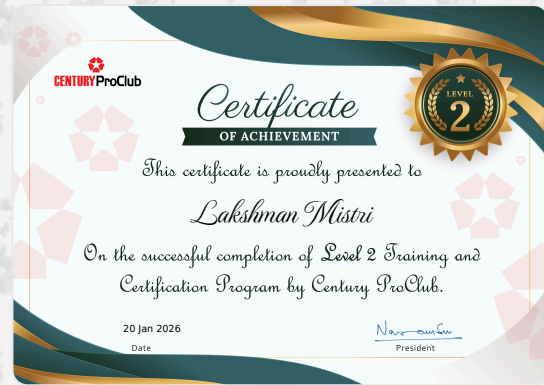 CENTURY ProClub
LEVEL
2
Certificate
OF ACHIEVEMENT
This certificate is proudly presented to
Lakshman Mistri
On the successful completion of Level 2 Training and
Certification Program by Century ProClub.
20 Jan 2026
Date
President